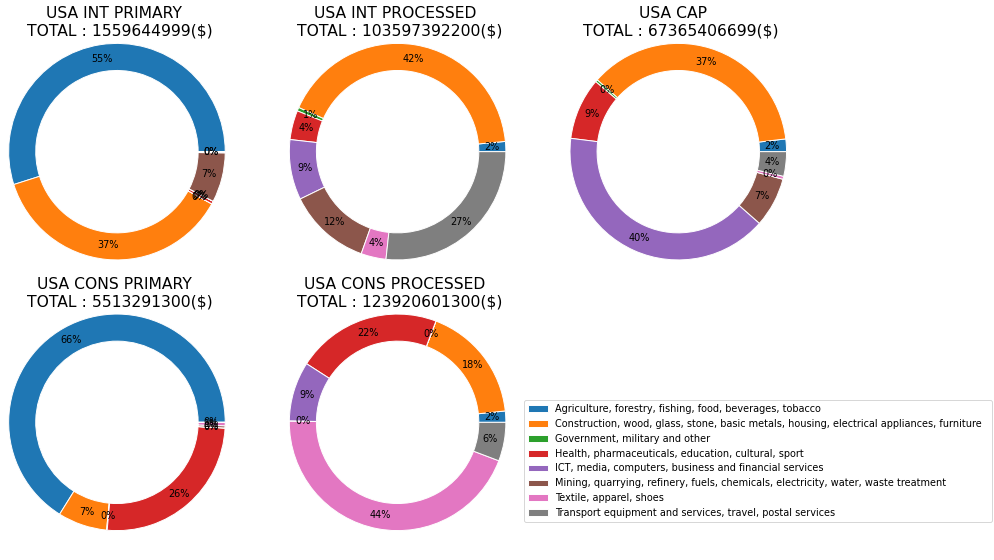 USA INT PRIMARY
TOTAL : 1559644999($)
55%
0%
7%
0%
37%
USA INT PROCESSED
TOTAL : 103597392200($)
42%
1%
4%
2%
9%
12%
27%
4%
USA CAP
TOTAL : 67365406699($)
37%
0%
9%
2%
4%
0%
7%
40%
USA CONS PRIMARY
TOTAL : 5513291300($)
66%
0%
0%
26%
7%
0%
USA CONS PROCESSED
TOTAL : 123920601300($)
22%
0%
18%
9%
2%
0%
6%
44%
Agriculture, forestry, fishing, food, beverages, tobacco
Construction, wood, glass, stone, basic metals, housing, electrical appliances, furniture
Government, military and other
Health, pharmaceuticals, education, cultural, sport
ICT, media, computers, business and financial services
Mining, quarrying, refinery, fuels, chemicals, electricity, water, waste treatment
Textile, apparel, shoes
Transport equipment and services, travel, postal services